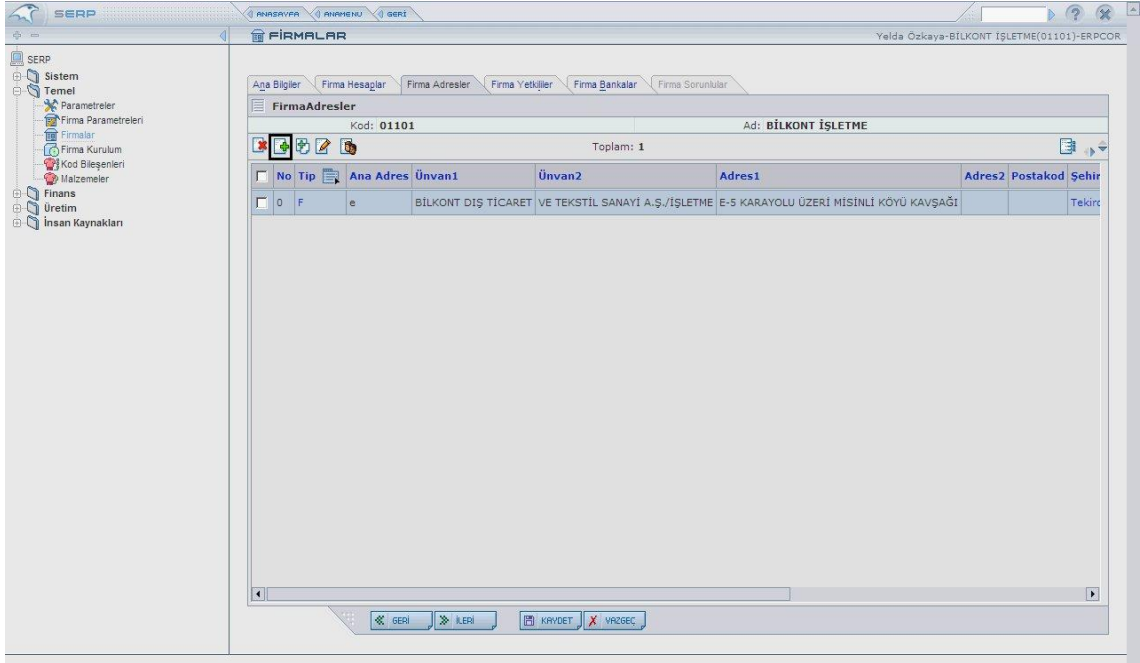 SERP
ANASAYFA ANAMENU GERİ
FİRMALAR
Yelda Özkaya-BİLKONT İŞLETME(01101)-ERPCOR
SERP
Sistem
Temel
Parametreler
Firma Parametreleri
Firmalar
Firma Kurulum
Kod Bileşenleri
Malzemeler
Finans
Üretim
İnsan Kaynakları
Ana Bilgiler Firma Hesaplar Firma Adresler Firma Yetkililer Firma Bankalar Firma Sorunlular
FirmaAdresler
Kod: 01101 Ad: BİLKONT İŞLETME
Toplam: 1
No Tip Ana Adres Ünvan1 Ünvan2 Adres1 Adres2 Postakod Şehir
0 F e BİLKONT DIŞ TİCARET VE TEKSTİL SANAYİ A.Ş./İŞLETME E-5 KARAYOLU ÜZERİ MİSİNLİ KÖYÜ KAVŞAĞI Tekirc
GERİ İLERİ KAYDET VAZGEÇ